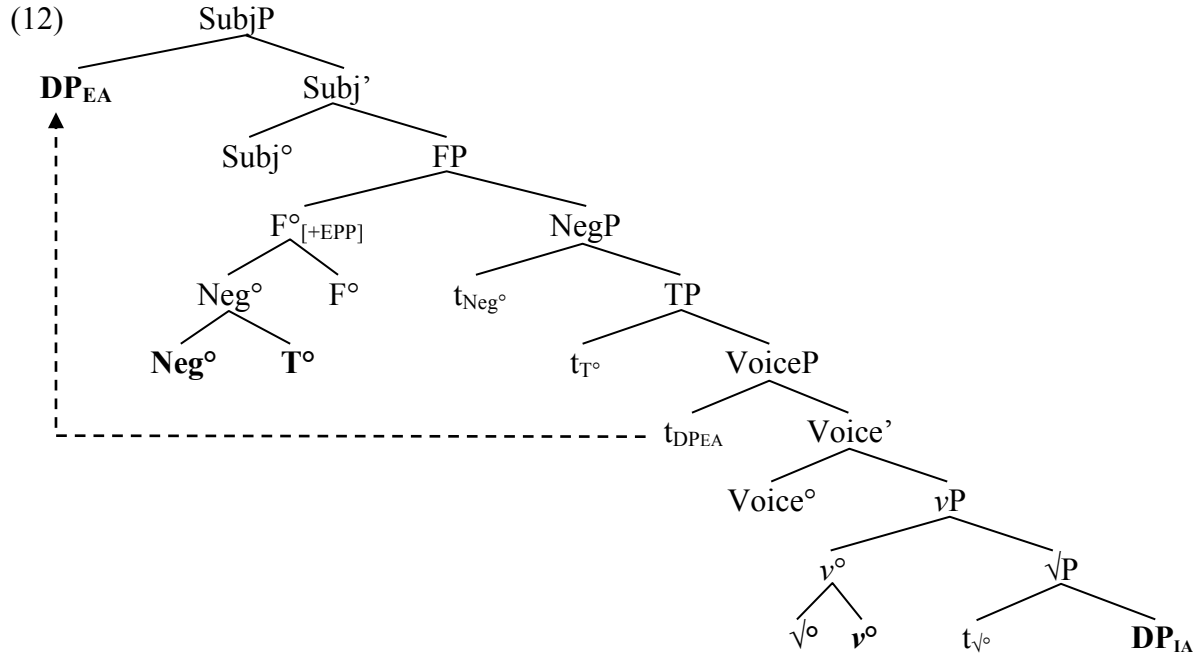 (12) SubjP
DP_EA Subj’
Subj° FP
F°[+EPP] NegP
Neg° F° t_Neg° TP
Neg° T° t_T° VoiceP
t_DPEA Voice’
Voice° vP
v° √P
√° v° t_√° DP_IA